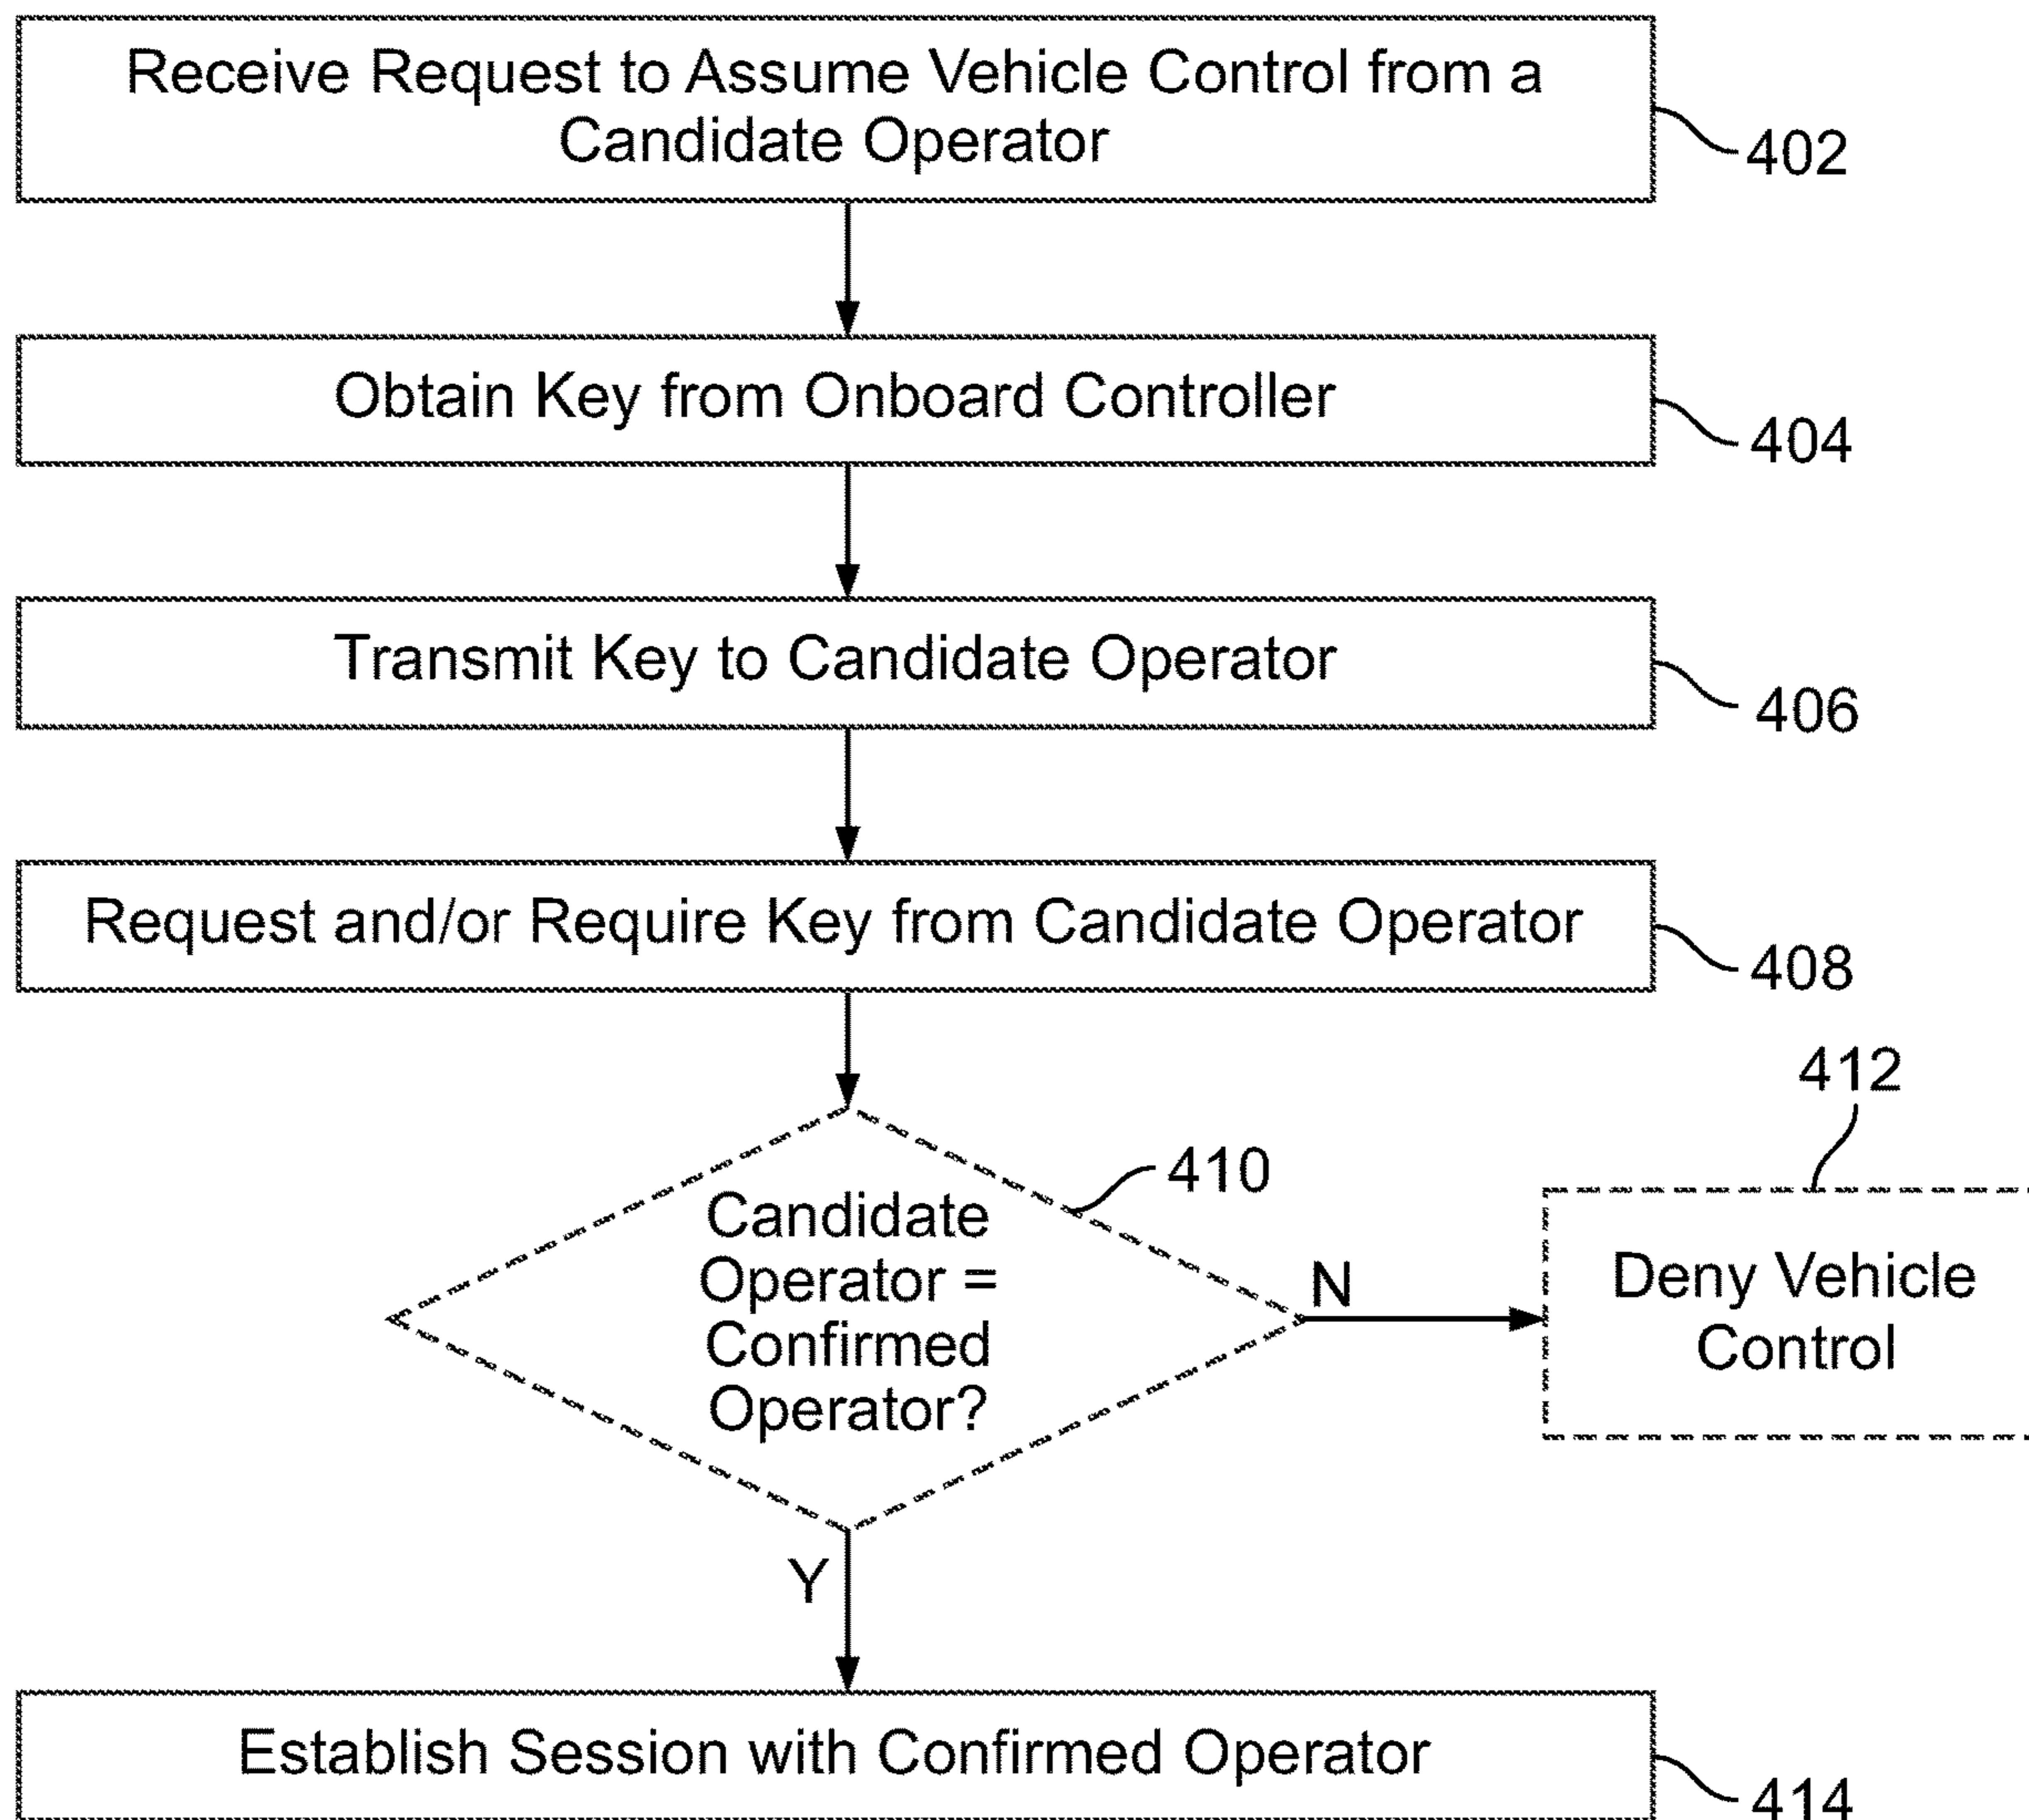 Receive Request to Assume Vehicle Control from a
Candidate Operator
402
Obtain Key from Onboard Controller
404
Transmit Key to Candidate Operator
406
Request and/or Require Key from Candidate Operator
408
412
410
Candidate
Operator =
Confirmed
Operator?
N
Deny Vehicle
Control
Y
Establish Session with Confirmed Operator
414